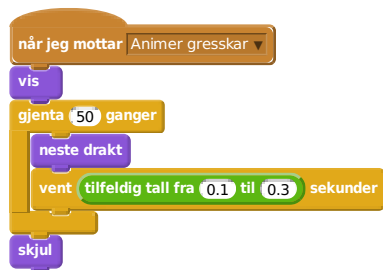 når jeg mottar Animer gresskar
vis
gjenta 50 ganger
neste drakt
vent tilfeldig tall fra 0.1 til 0.3 sekunder
skjul